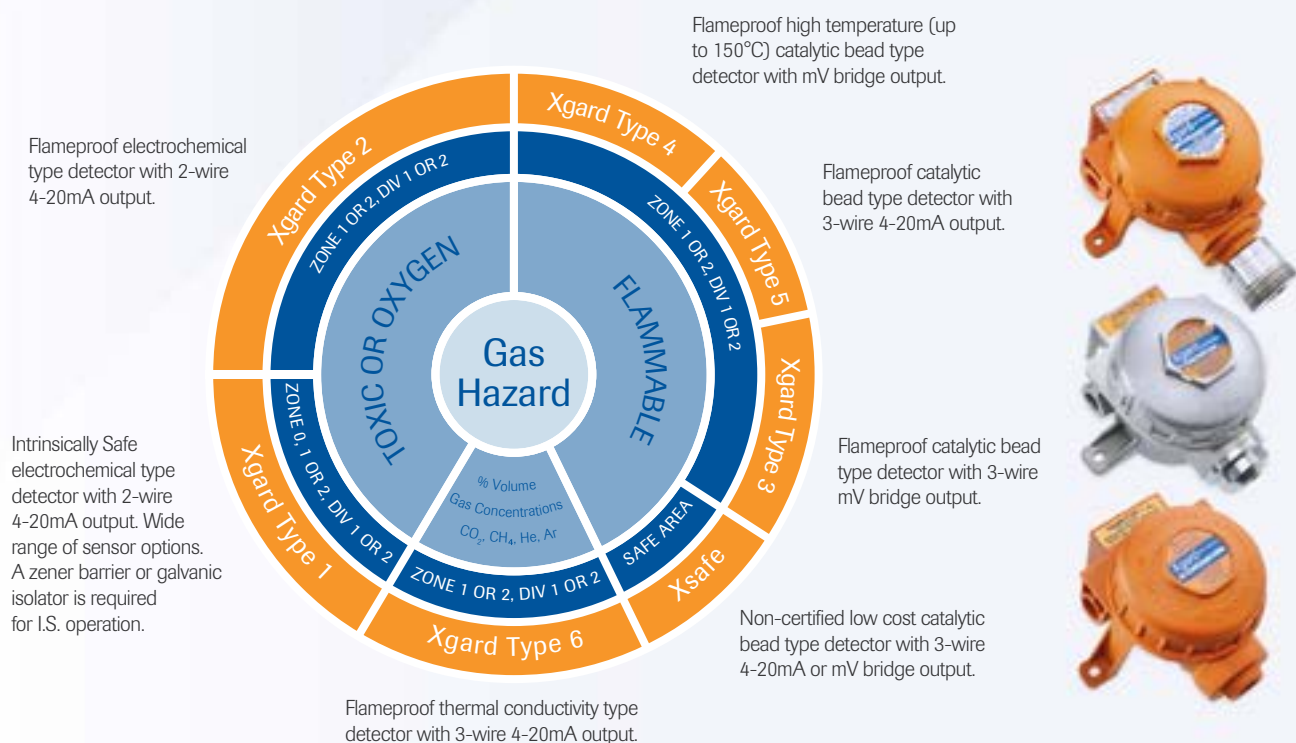 Flameproof high temperature (up
to 150°C) catalytic bead type
detector with mV bridge output.
Flameproof electrochemical
type detector with 2-wire
4-20mA output.
Flameproof catalytic
bead type detector with
3-wire 4-20mA output.
Intrinsically Safe
electrochemical type
detector with 2-wire
4-20mA output. Wide
range of sensor options.
A zener barrier or galvanic
isolator is required
for I.S. operation.
Flameproof catalytic bead
type detector with 3-wire
mV bridge output.
Non-certified low cost catalytic
bead type detector with 3-wire
4-20mA or mV bridge output.
Flameproof thermal conductivity type
detector with 3-wire 4-20mA output.
Xgard Type 2
Xgard Type 4
Xgard Type 5
Xgard Type 3
Xsafe
Xgard Type 6
Xgard Type 1
ZONE 1 OR 2, DIV 1 OR 2
ZONE 1 OR 2, DIV 1 OR 2
SAFE AREA
ZONE 1 OR 2, DIV 1 OR 2
ZONE 0, 1 OR 2, DIV 1 OR 2
TOXIC OR OXYGEN
FLAMMABLE
% Volume
Gas Concentrations
CO₂, CH₄, He, Ar
Gas
Hazard